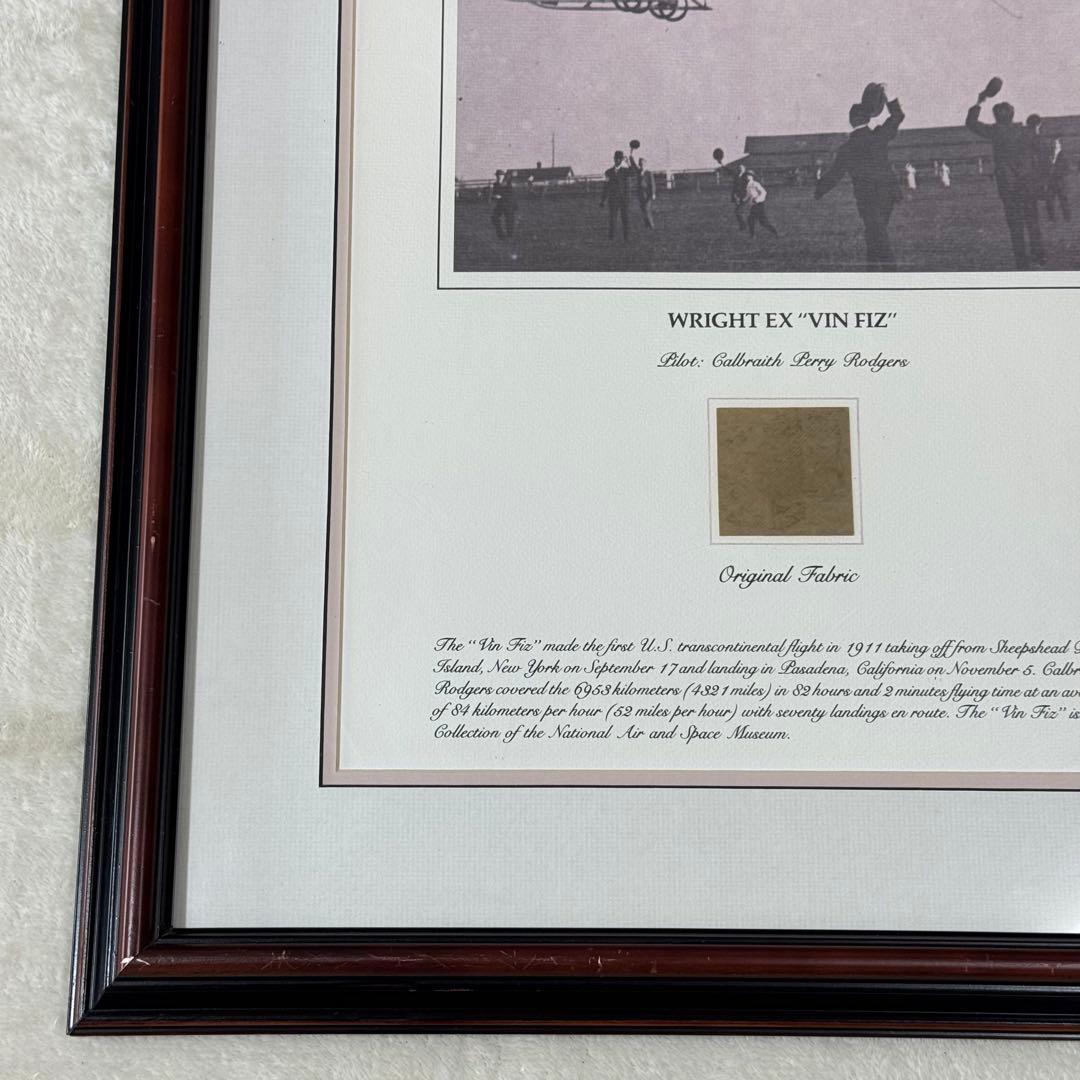 WRIGHT EX “VIN FIZ”
Pilot: Calbraith Perry Rodgers
Original Fabric
The “Vin Fiz” made the first U.S. transcontinental flight in 1911 taking off from Sheepshead
Island, New York on September 17 and landing in Pasadena, California on November 5.
Rodgers covered the 6953 kilometers (4321 miles) in 82 hours and 2 minutes flying time at an
of 84 kilometers per hour (52 miles per hour) with seventy landings en route. The “Vin Fiz” is
Collection of the National Air and Space Museum.